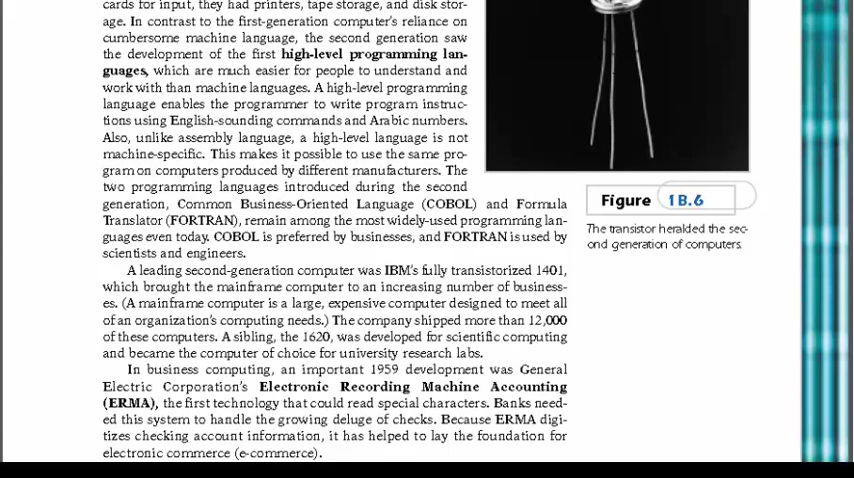 cards for input, they had printers, tape storage, and disk stor-
age. In contrast to the first-generation computer's reliance on
cumbersome machine language, the second generation saw
the development of the first high-level programming lan-
guages, which are much easier for people to understand and
work with than machine languages. A high-level programming
language enables the programmer to write program instruc-
tions using English-sounding commands and Arabic numbers.
Also, unlike assembly language, a high-level language is not
machine-specific. This makes it possible to use the same pro-
gram on computers produced by different manufacturers. The
two programming languages introduced during the second
generation, Common Business-Oriented Language (COBOL) and Formula
Translator (FORTRAN), remain among the most widely-used programming lan-
guages even today. COBOL is preferred by businesses, and FORTRAN is used by
scientists and engineers.
A leading second-generation computer was IBM's fully transistorized 1401,
which brought the mainframe computer to an increasing number of business-
es. (A mainframe computer is a large, expensive computer designed to meet all
of an organization's computing needs.) The company shipped more than 12,000
of these computers. A sibling, the 1620, was developed for scientific computing
and became the computer of choice for university research labs.
In business computing, an important 1959 development was General
Electric Corporation's Electronic Recording Machine Accounting
(ERMA), the first technology that could read special characters. Banks need-
ed this system to handle the growing deluge of checks. Because ERMA digi-
tizes checking account information, it has helped to lay the foundation for
electronic commerce (e-commerce).
Figure 1B.6
The transistor heralded the sec-
ond generation of computers.